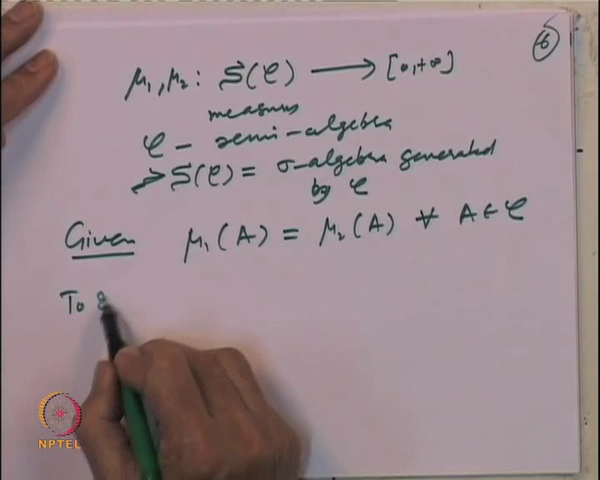 6
μ₁, μ₂ : S(𝒞) ⟶ [0, +∞]
measures
𝒞 – semi-algebra
S(𝒞) = σ-algebra generated
by 𝒞
Given μ₁(A) = μ₂(A) ∀ A ∈ 𝒞
To s
NPTEL